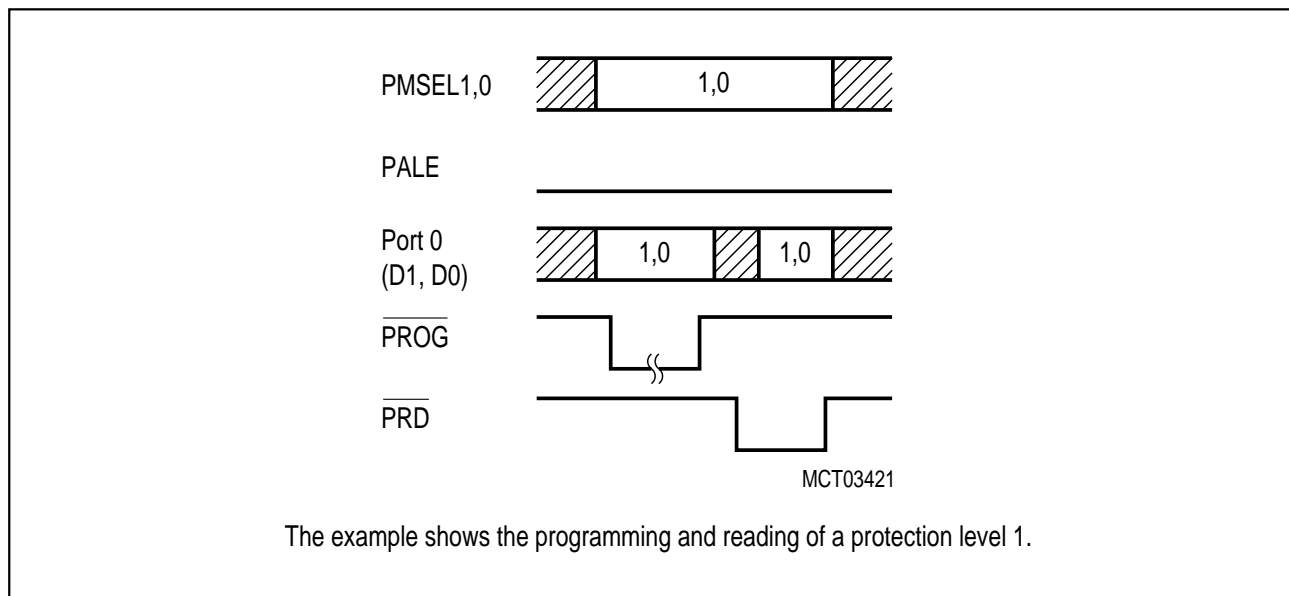 PMSEL1,0
1,0
PALE
Port 0
(D1, D0)
1,0
1,0
PROG
PRD
MCT03421
The example shows the programming and reading of a protection level 1.